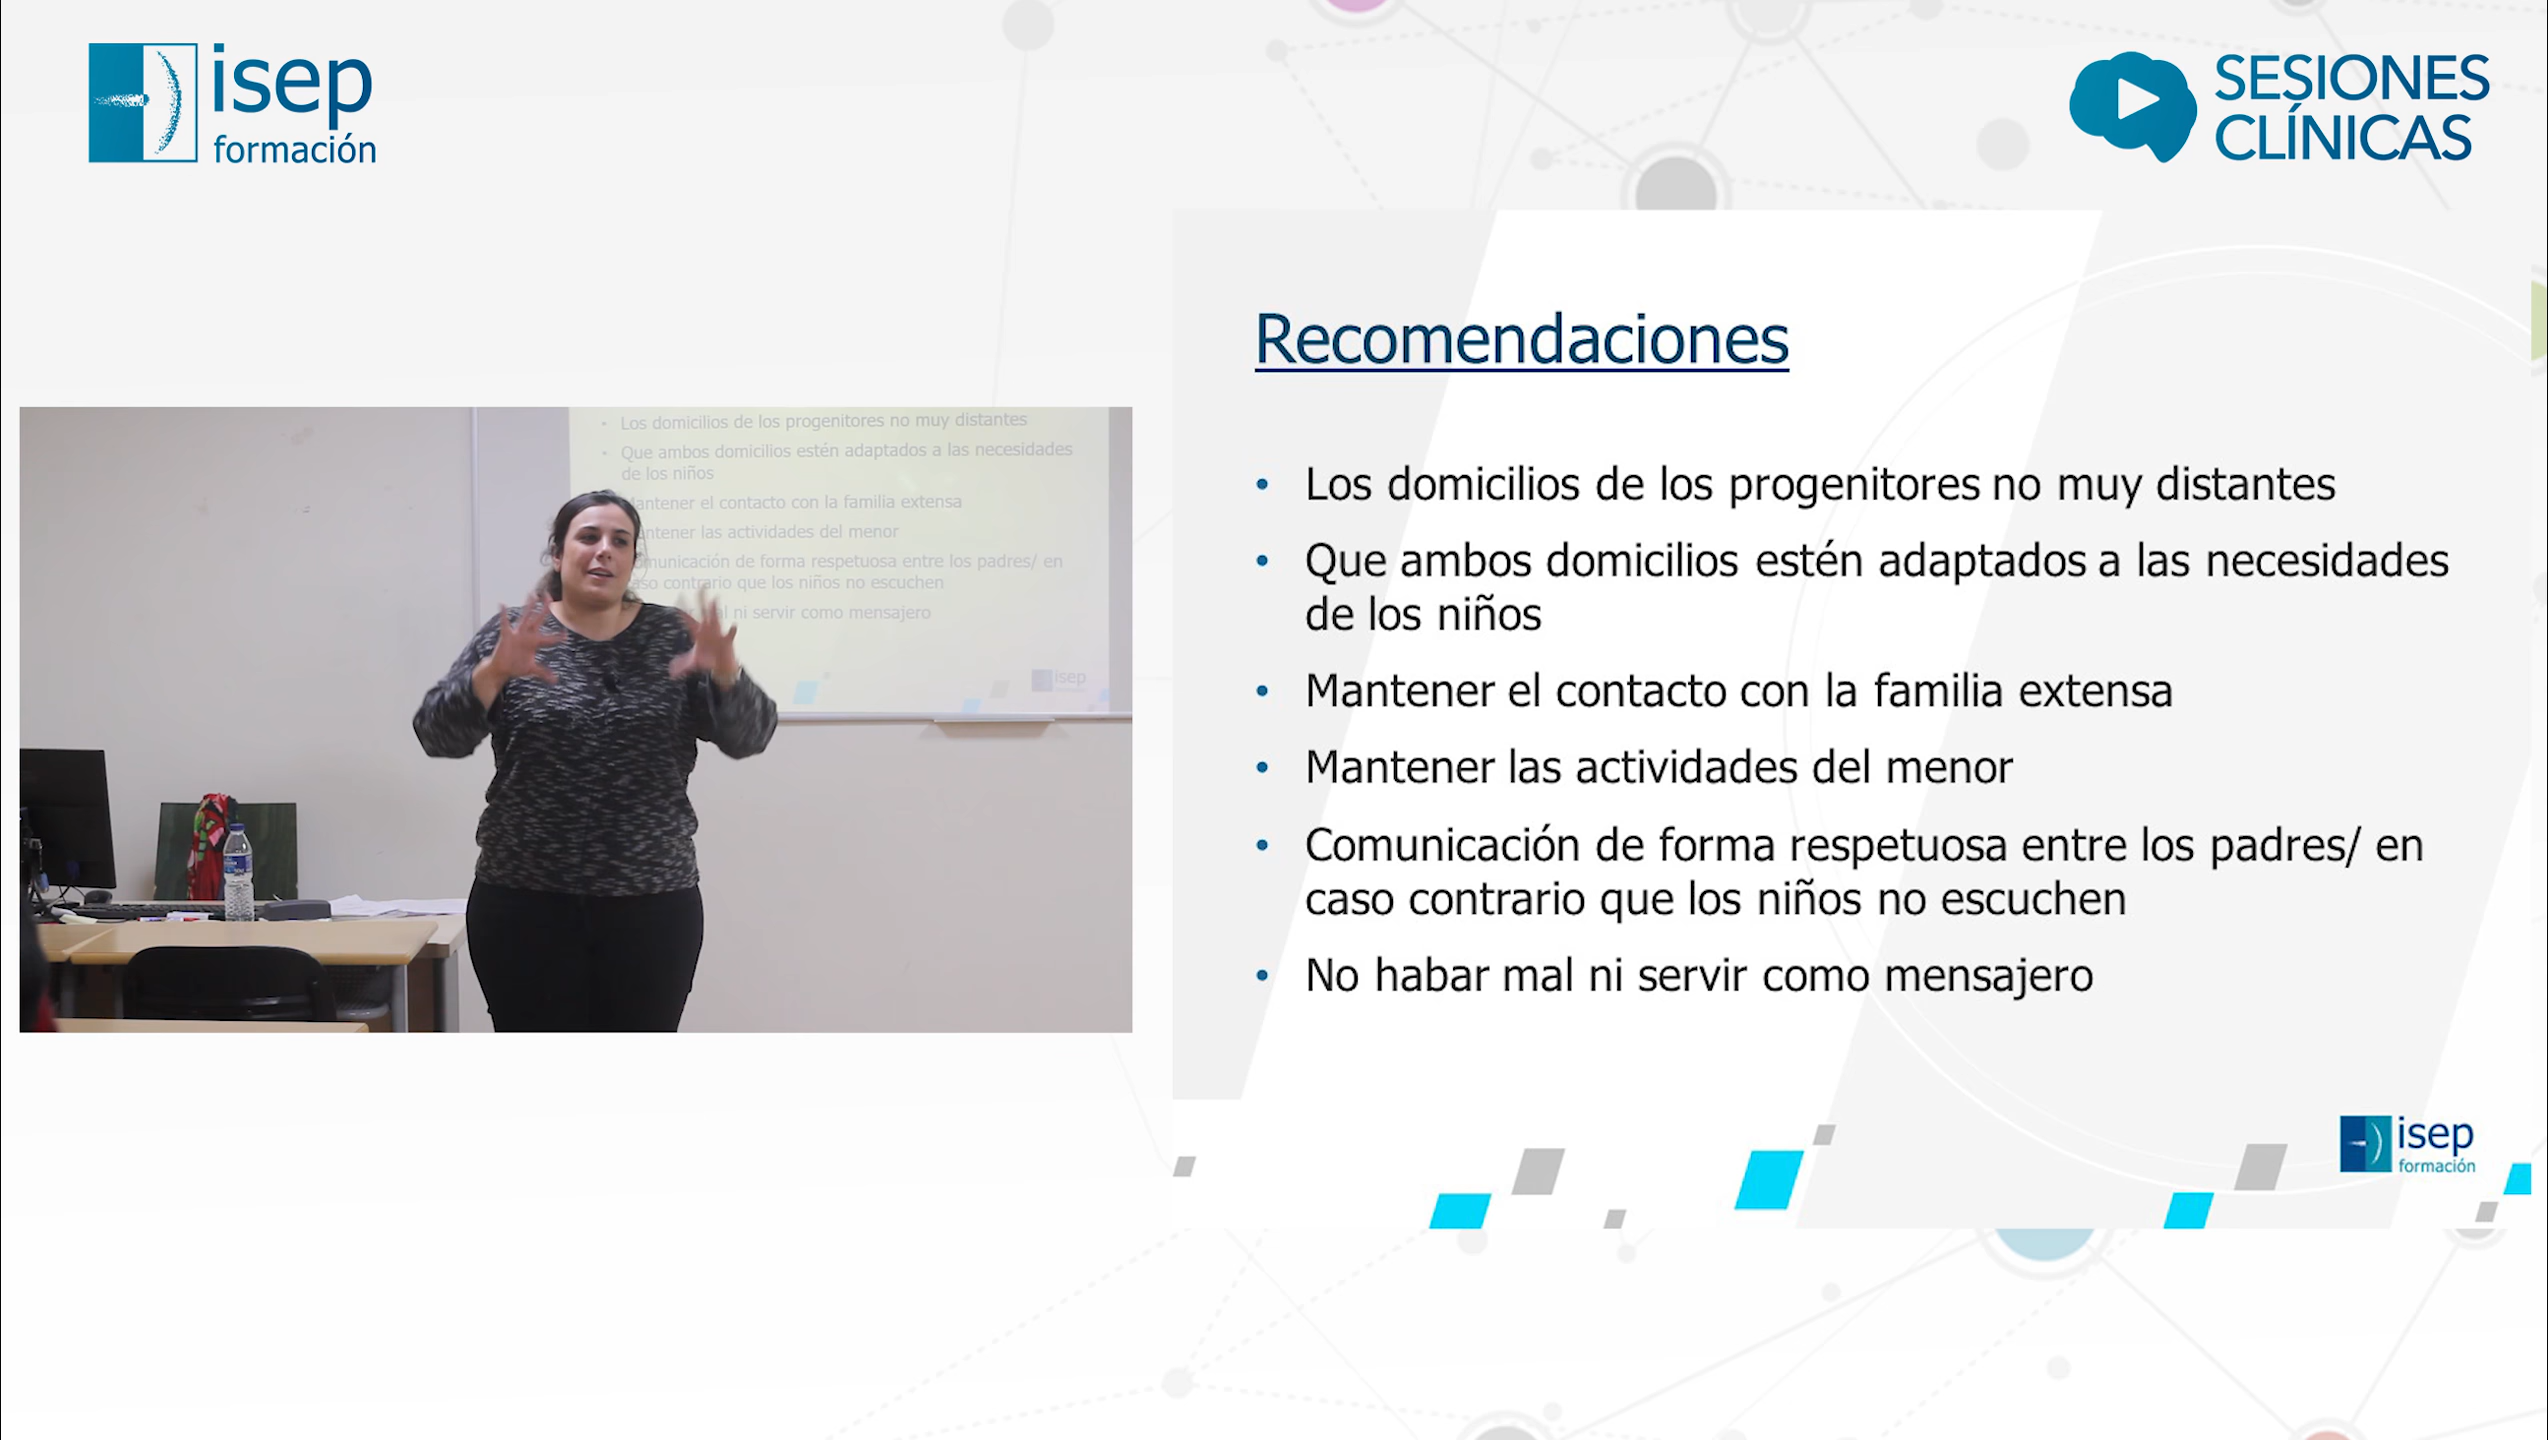 isep
formación
SESIONES
CLÍNICAS
Los domicilios de los progenitores no muy distantes
Que ambos domicilios estén adaptados a las necesidades
de los niños
Mantener el contacto con la familia extensa
ntener las actividades del menor
municación de forma respetuosa entre los padres/ en
aso contrario que los niños no escuchen
al ni servir como mensajero
isep
Recomendaciones
• Los domicilios de los progenitores no muy distantes
• Que ambos domicilios estén adaptados a las necesidades
de los niños
• Mantener el contacto con la familia extensa
• Mantener las actividades del menor
• Comunicación de forma respetuosa entre los padres/ en
caso contrario que los niños no escuchen
• No habar mal ni servir como mensajero
isep
formación